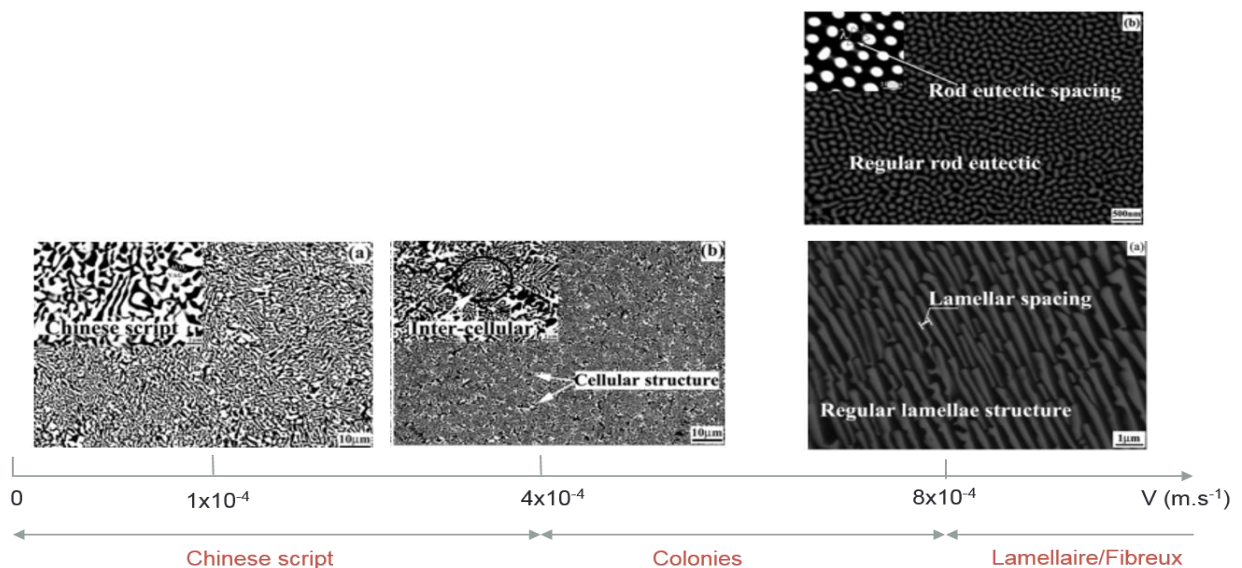 (b)
λ
Rod eutectic spacing
Regular rod eutectic
500nm
(a)
Chinese script
10μm
(b)
Inter-cellular
Cellular structure
10μm
(a)
Lamellar spacing
Regular lamellae structure
1μm
0
1x10⁻⁴
4x10⁻⁴
8x10⁻⁴
V (m.s⁻¹)
Chinese script
Colonies
Lamellaire/Fibreux